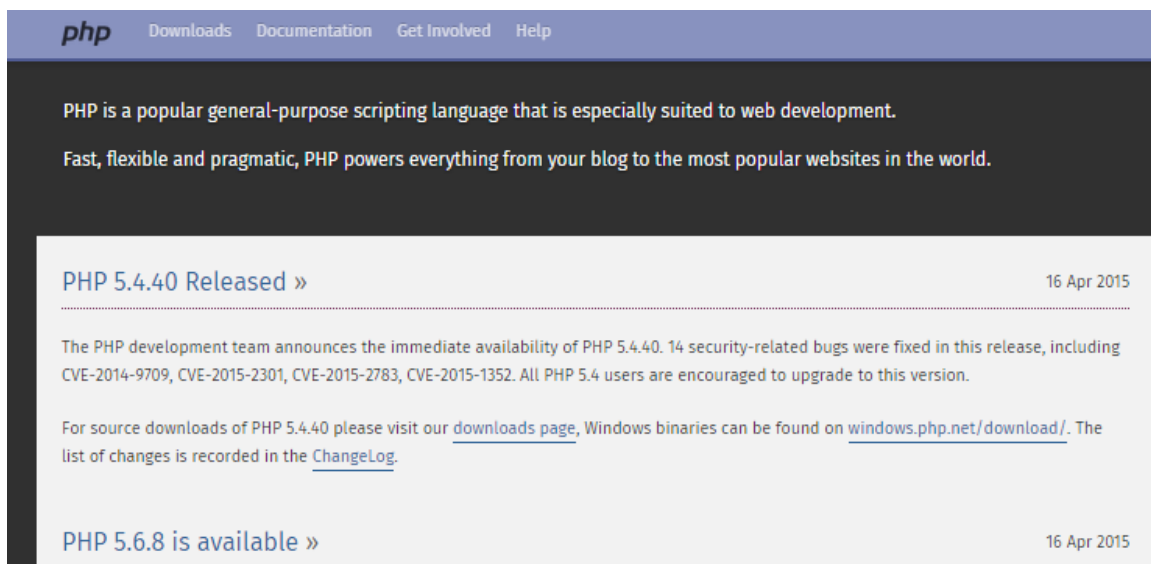 php Downloads Documentation Get Involved Help
PHP is a popular general-purpose scripting language that is especially suited to web development.
Fast, flexible and pragmatic, PHP powers everything from your blog to the most popular websites in the world.
PHP 5.4.40 Released » 16 Apr 2015
The PHP development team announces the immediate availability of PHP 5.4.40. 14 security-related bugs were fixed in this release, including
CVE-2014-9709, CVE-2015-2301, CVE-2015-2783, CVE-2015-1352. All PHP 5.4 users are encouraged to upgrade to this version.
For source downloads of PHP 5.4.40 please visit our downloads page, Windows binaries can be found on windows.php.net/download/. The
list of changes is recorded in the ChangeLog.
PHP 5.6.8 is available » 16 Apr 2015